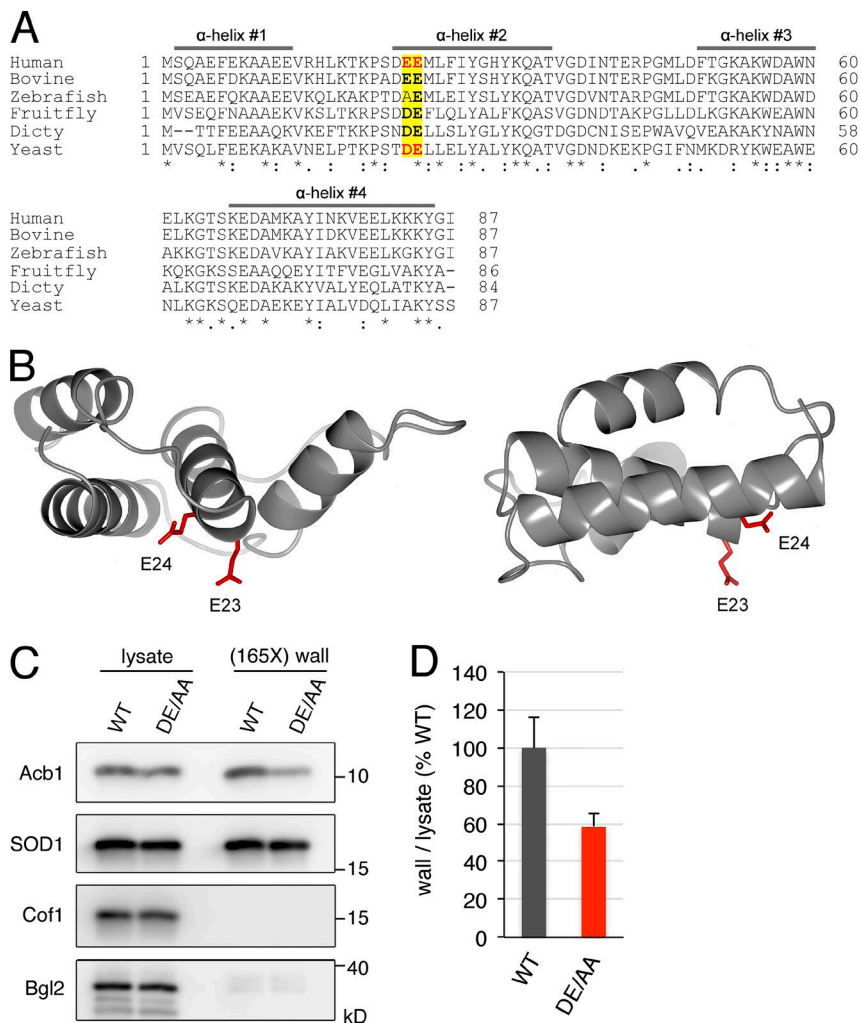 A
α-helix #1 α-helix #2 α-helix #3
Human 1 MSQAEFEKAAEEVRHLKTKPSDEEMLFIYGHYKQATVGDINTERPGMLDFTGKAKWDAWN 60
Bovine 1 MSQAEFDKAAEEVKHLKTKPADEEMLFIYSHYKQATVGDINTERPGMLDFKGKAKWDAWN 60
Zebrafish 1 MSEAEFQKAAEEVKQLKAKPTDAEMLEIYSLYKQATVGDVNTARPGMLDFTGKAKWDAWN 60
Fruitfly 1 MVSEQFNAAAEKVKSLTKRPSDDEFLQLYALFKQASVGDNDTAKPGLLDLKGKAKWEAWN 60
Dicty 1 M--TTFEEAAQKVKEFTKKPSNDELLSLYGLYKQGTDGDCNISEPWAVQVEAKAKYNAWN 58
Yeast 1 MVSQLFEEKAKAVNELPTKPSTDELLELYALYKQATVGDNDKEKPGIFNMKDRYKWEAWE 60
ELKGTSKEDAMKAYINKVEELKKKYGI 87
Bovine ELKGTSKEDAMKAYIDKVEELKKKYGI 87
Zebrafish AKKGTSKEDAVKAYIAKVEELKGKYGI 87
Fruitfly KQKGKSSEAAQQEYITFVEGLVAKYA- 86
Dicty ALKGTSKEDAKAKYVALYEQLATKYA- 84
Yeast NLKGKSQEDAEKEYIALVDQLIAKYSS 87
α-helix #4
Human
B
E24
E23
E24
E23
C
lysate (165X) wall
WT DE/AA WT DE/AA
Acb1 10
SOD1 15
Cof1 15
Bgl2 40
kD
D
wall / lysate (% WT)
140
120
100
80
60
40
20
0
WT DE/AA